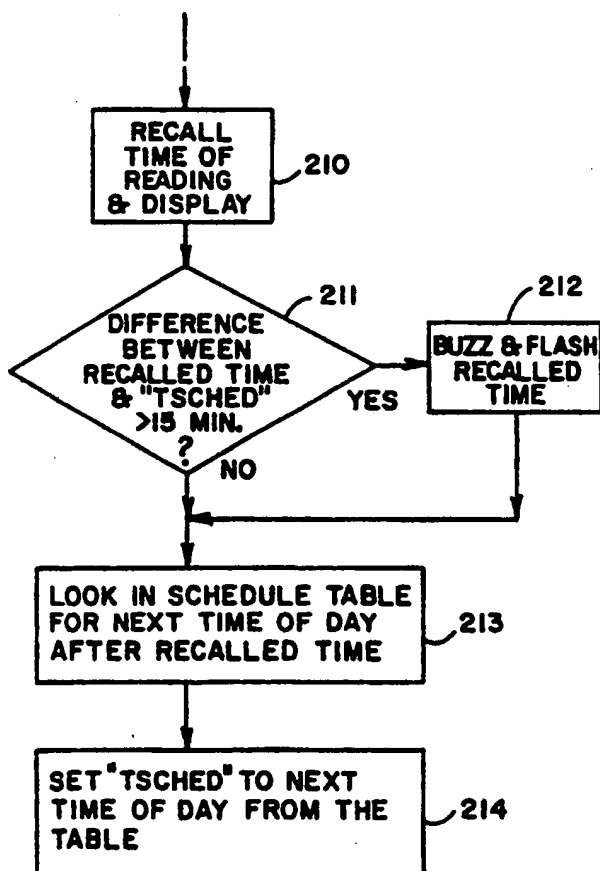 RECALL
TIME OF
READING
& DISPLAY
210
211
DIFFERENCE
BETWEEN
RECALLED TIME
& "TSCHED"
>15 MIN.
?
YES
NO
212
BUZZ & FLASH
RECALLED
TIME
LOOK IN SCHEDULE TABLE
FOR NEXT TIME OF DAY
AFTER RECALLED TIME
213
SET "TSCHED" TO NEXT
TIME OF DAY FROM THE
TABLE
214